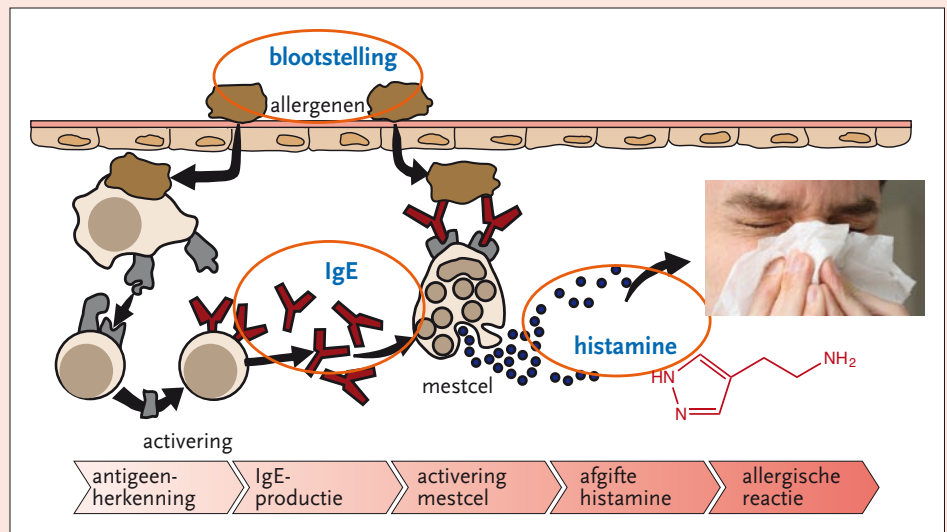 blootstelling
allergenen
IgE
histamine
mestcel
HN
N
NH₂
activering
antigeen-
herkenning
IgE-
productie
activering
mestcel
afgifte
histamine
allergische
reactie